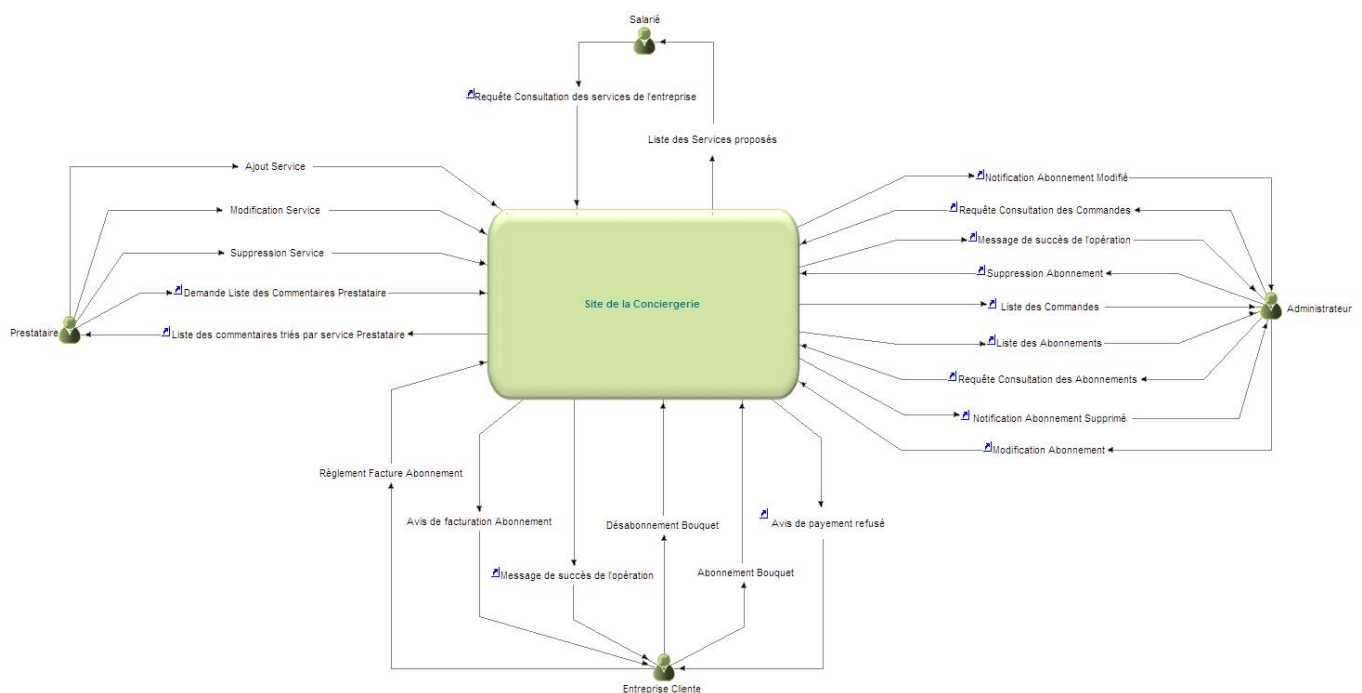 Salarié
Requête Consultation des services de l'entreprise
Liste des Services proposés
Ajout Service
Modification Service
Suppression Service
Demande Liste des Commentaires Prestataire
Liste des commentaires triés par service Prestataire
Prestataire
Site de la Conciergerie
Notification Abonnement Modifié
Requête Consultation des Commandes
Message de succès de l'opération
Suppression Abonnement
Liste des Commandes
Administrateur
Liste des Abonnements
Requête Consultation des Abonnements
Notification Abonnement Supprimé
Modification Abonnement
Règlement Facture Abonnement
Avis de facturation Abonnement
Désabonnement Bouquet
Avis de payement refusé
Message de succès de l'opération
Abonnement Bouquet
Entreprise Cliente